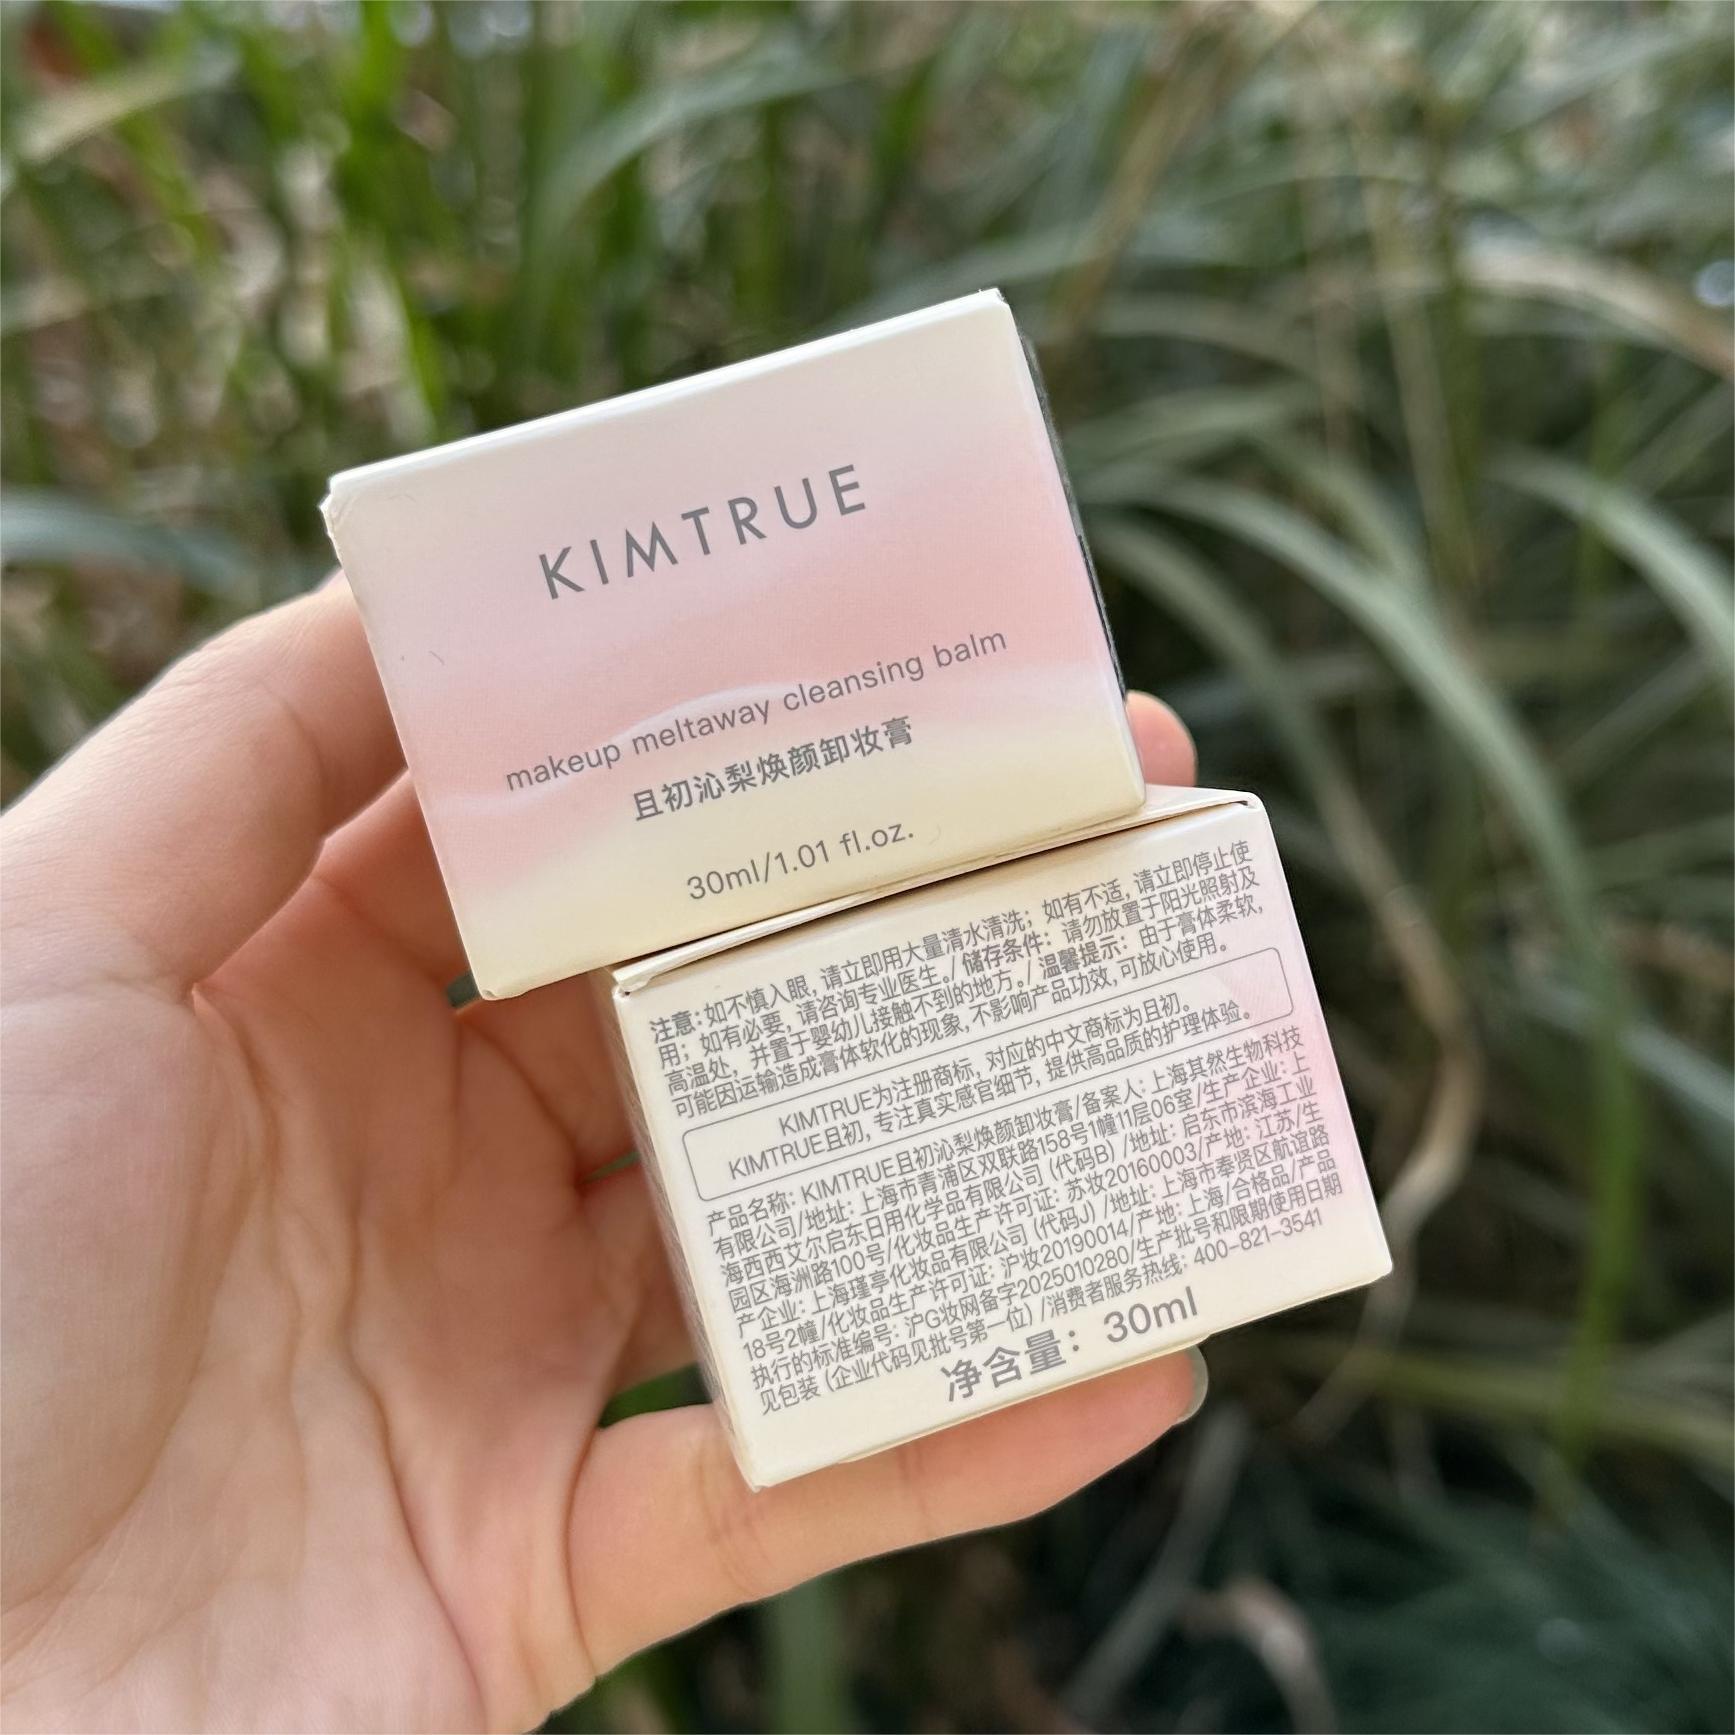 KIMTRUE
makeup meltaway cleansing balm
且初沁梨焕颜卸妆膏
30ml/1.01 fl.oz.
注意：如不慎入眼，请立即用大量清水清洗；如有不适，请立即停止使
用；如有必要，请咨询专业医生。/ 储存条件：请勿放置于阳光照射及
高温处，并置于婴幼儿接触不到的地方。/ 温馨提示：由于膏体柔软，
可能因运输造成膏体软化的现象，不影响产品功效，可放心使用。
KIMTRUE为注册商标，对应的中文商标为且初。
KIMTRUE且初，专注真实感官细节，提供高品质的护理体验。
产品名称：KIMTRUE且初沁梨焕颜卸妆膏/备案人：上海其然生物科技
有限公司/地址：上海市青浦区双联路158号1幢11层06室/生产企业：上
海西西艾尔启东日用化学品有限公司 (代码B) /地址：启东市滨海工业
园区海洲路100号/化妆品生产许可证：苏妆20160003/产地：江苏/生
产企业：上海瑾亭化妆品有限公司 (代码J) /地址：上海市奉贤区航谊路
18号2幢/化妆品生产许可证：沪妆20190014/产地：上海/合格品/产品
执行的标准编号：沪G妆网备字2025010280/生产批号和限期使用日期
见包装 (企业代码见批号第一位) /消费者服务热线：400-821-3541
净含量：30ml